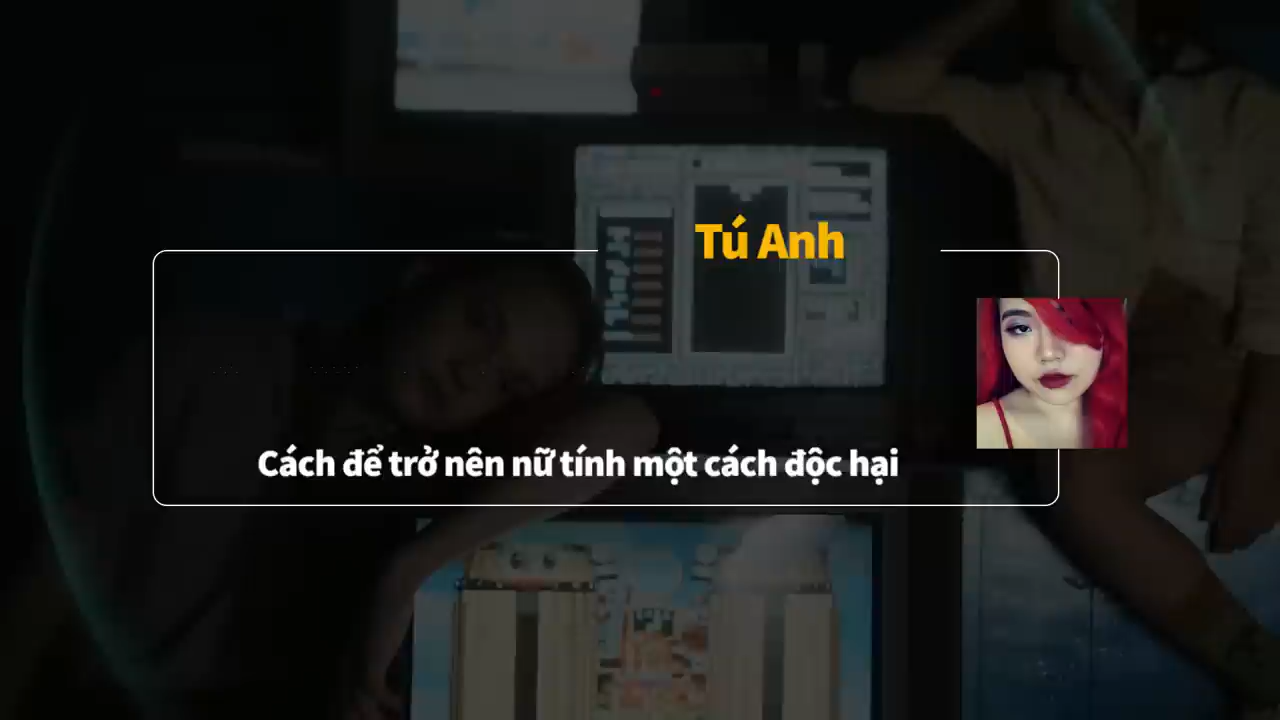 Tú Anh
Cách để trở nên nữ tính một cách độc hại